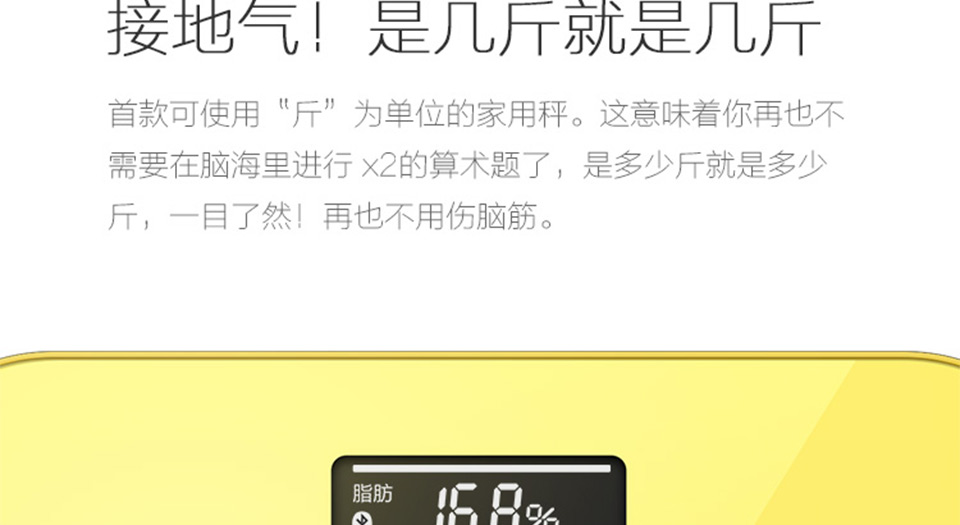 接地气！是几斤就是几斤
首款可使用“斤”为单位的家用秤。这意味着你再也不
需要在脑海里进行 x2的算术题了，是多少斤就是多少
斤，一目了然！再也不用伤脑筋。
脂肪
16.8%